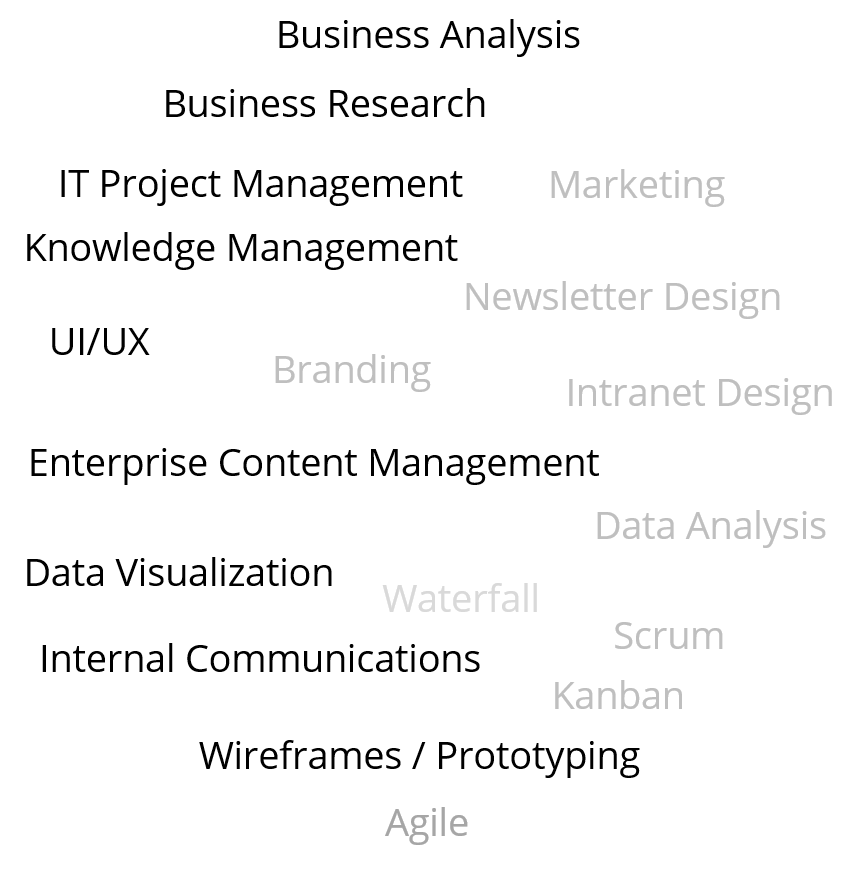 Business Analysis
Business Research
IT Project Management
Marketing
Knowledge Management
Newsletter Design
UI/UX
Branding
Intranet Design
Enterprise Content Management
Data Analysis
Data Visualization
Waterfall
Scrum
Internal Communications
Kanban
Wireframes / Prototyping
Agile